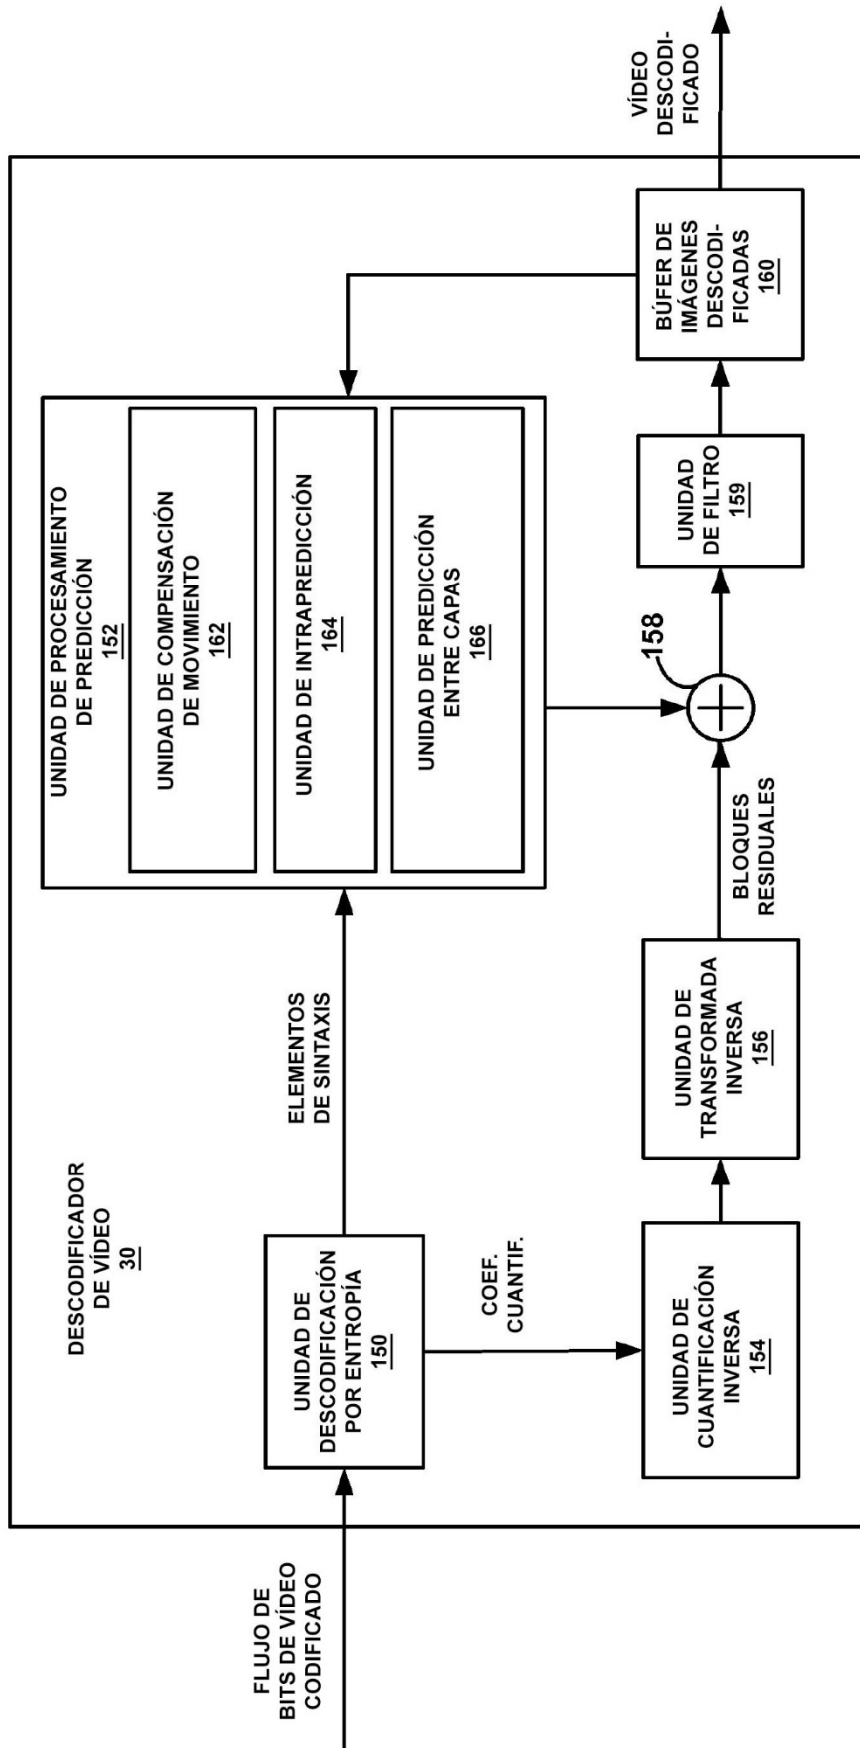 DESCODIFICADOR
DE VÍDEO
30
FLUJO DE
BITS DE VÍDEO
CODIFICADO
UNIDAD DE
DESCODIFICACIÓN
POR ENTROPÍA
150
ELEMENTOS
DE SINTAXIS
COEF.
CUANTIF.
UNIDAD DE PROCESAMIENTO
DE PREDICCIÓN
152
UNIDAD DE COMPENSACIÓN
DE MOVIMIENTO
162
UNIDAD DE INTRAPREDICCIÓN
164
UNIDAD DE PREDICCIÓN
ENTRE CAPAS
166
UNIDAD DE
CUANTIFICACIÓN
INVERSA
154
UNIDAD DE
TRANSFORMADA
INVERSA
156
BLOQUES
RESIDUALES
158
UNIDAD
DE FILTRO
159
BÚFER DE
IMÁGENES
DESCODI-
FICADAS
160
VÍDEO
DESCODI-
FICADO